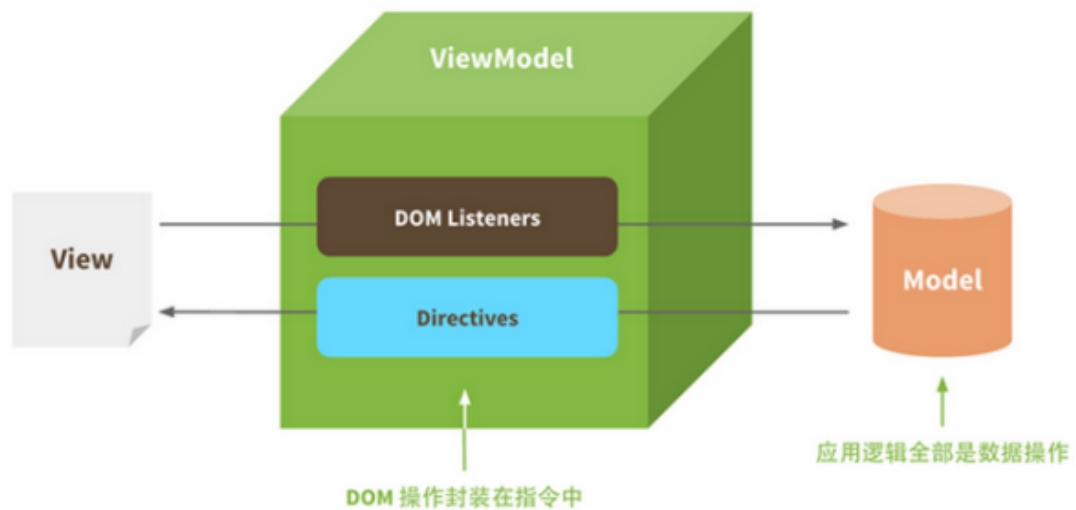 ViewModel
DOM Listeners
View
Model
Directives
应用逻辑全部是数据操作
DOM 操作封装在指令中